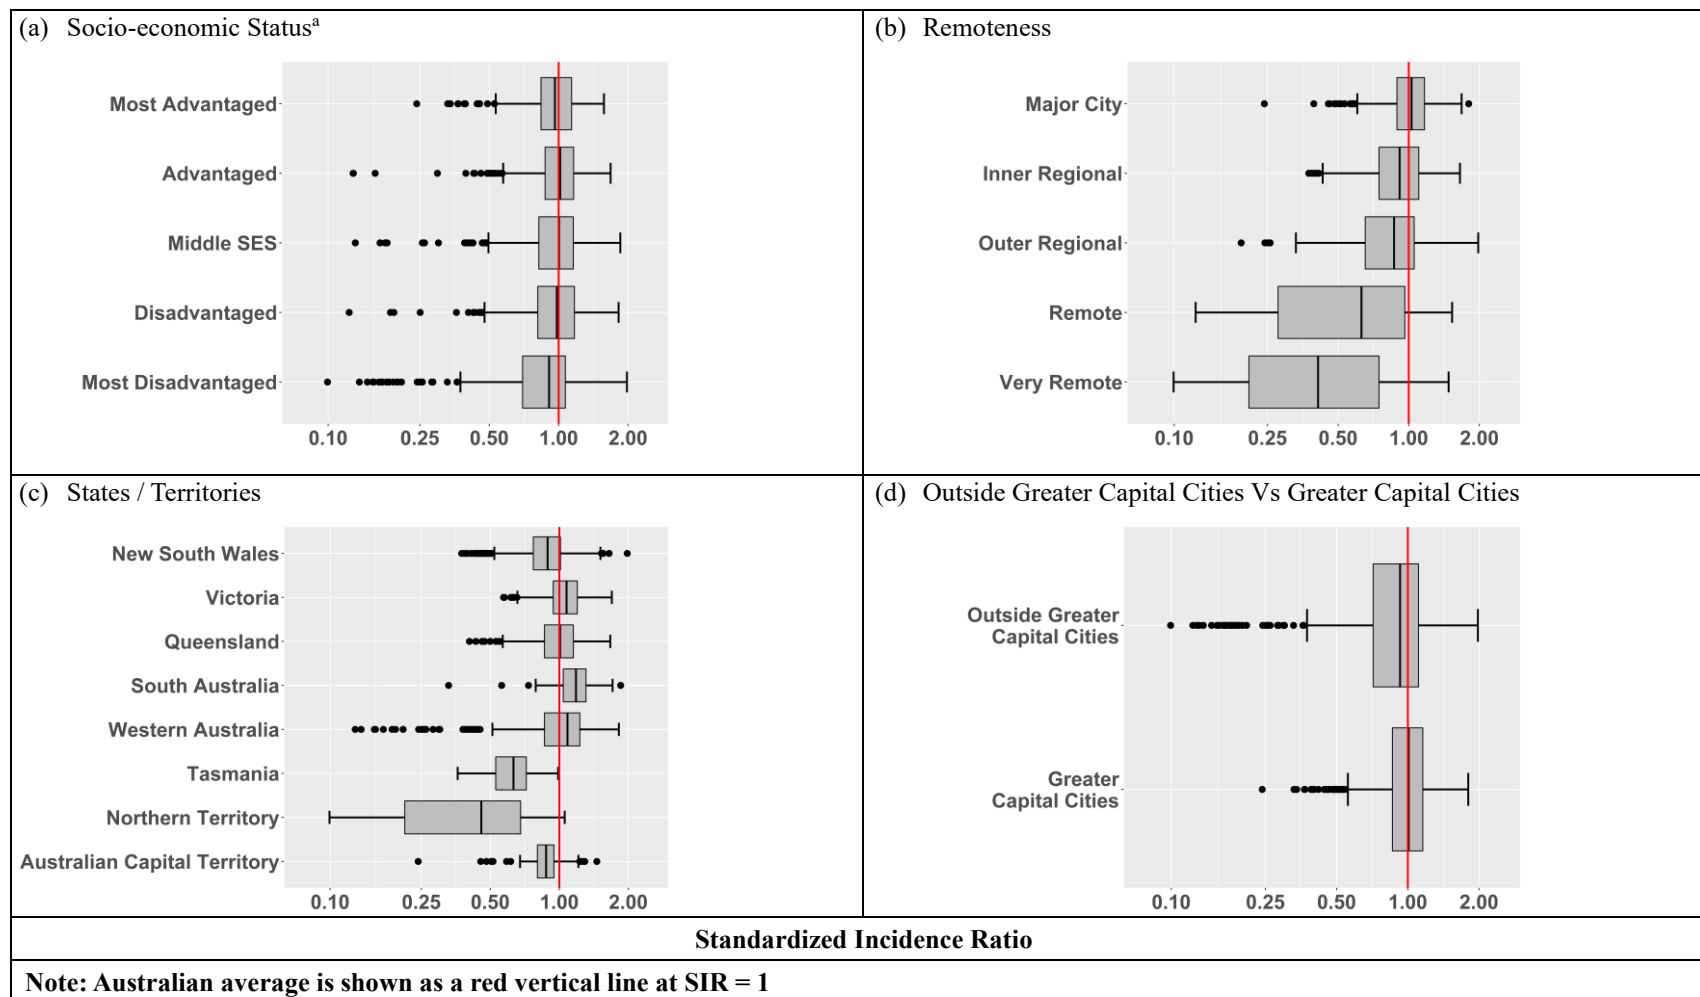 (a) Socio-economic Statusᵃ
Most Advantaged
Advantaged
Middle SES
Disadvantaged
Most Disadvantaged
0.10 0.25 0.50 1.00 2.00
(b) Remoteness
Major City
Inner Regional
Outer Regional
Remote
Very Remote
0.10 0.25 0.50 1.00 2.00
(c) States / Territories
New South Wales
Victoria
Queensland
South Australia
Western Australia
Tasmania
Northern Territory
Australian Capital Territory
0.10 0.25 0.50 1.00 2.00
(d) Outside Greater Capital Cities Vs Greater Capital Cities
Outside Greater
Capital Cities
Greater
Capital Cities
0.10 0.25 0.50 1.00 2.00
Standardized Incidence Ratio
Note: Australian average is shown as a red vertical line at SIR = 1